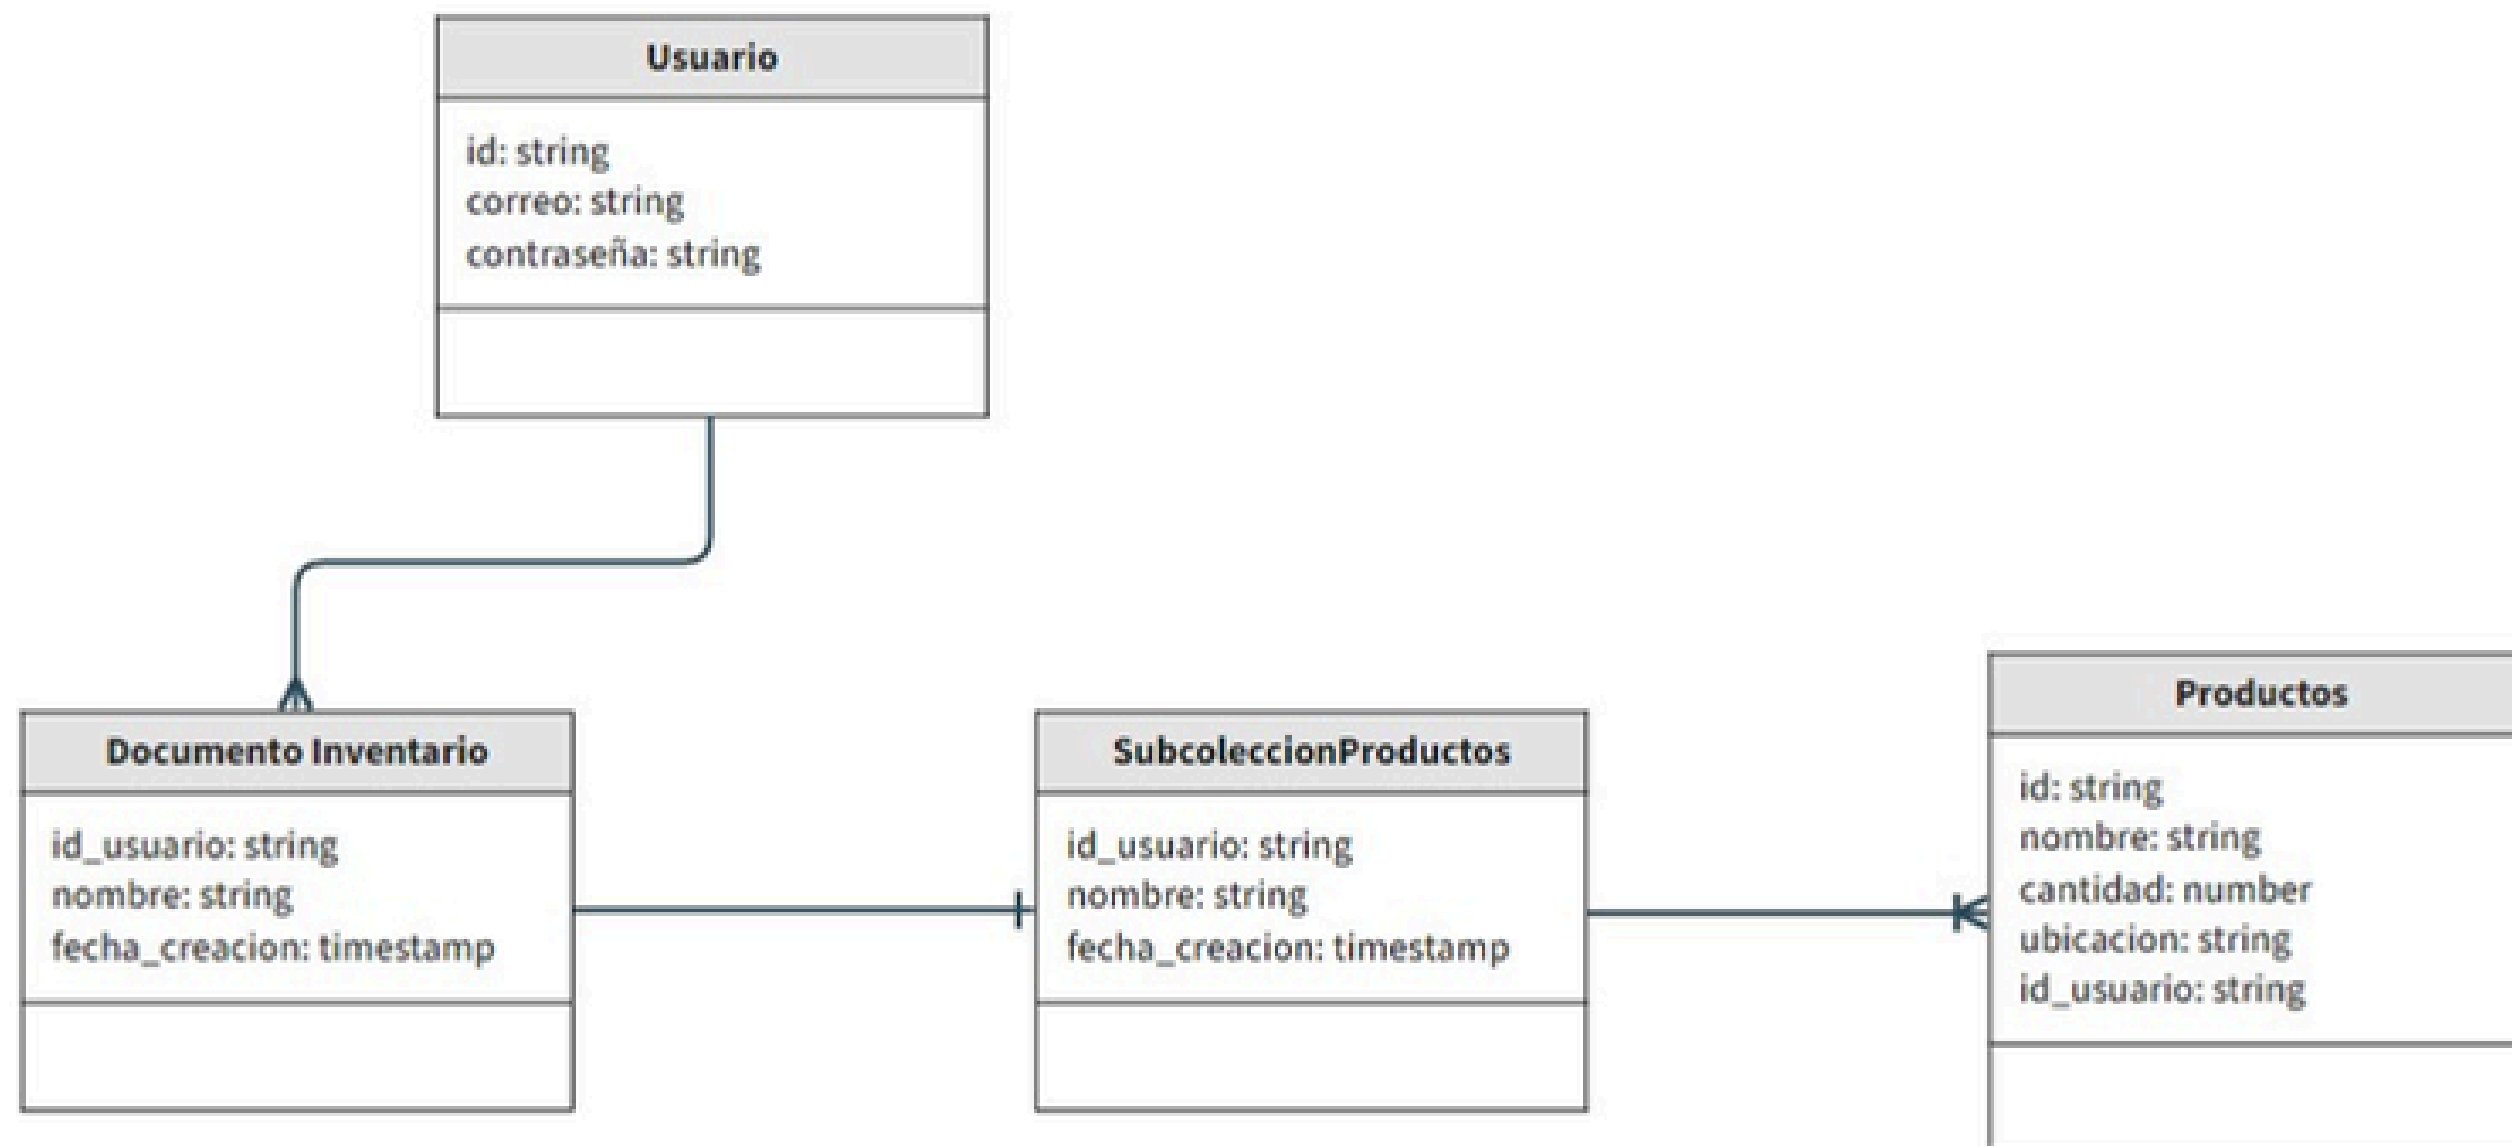 Usuario
id: string
correo: string
contraseña: string
Documento Inventario
id_usuario: string
nombre: string
fecha_creacion: timestamp
SubcoleccionProductos
id_usuario: string
nombre: string
fecha_creacion: timestamp
Productos
id: string
nombre: string
cantidad: number
ubicacion: string
id_usuario: string